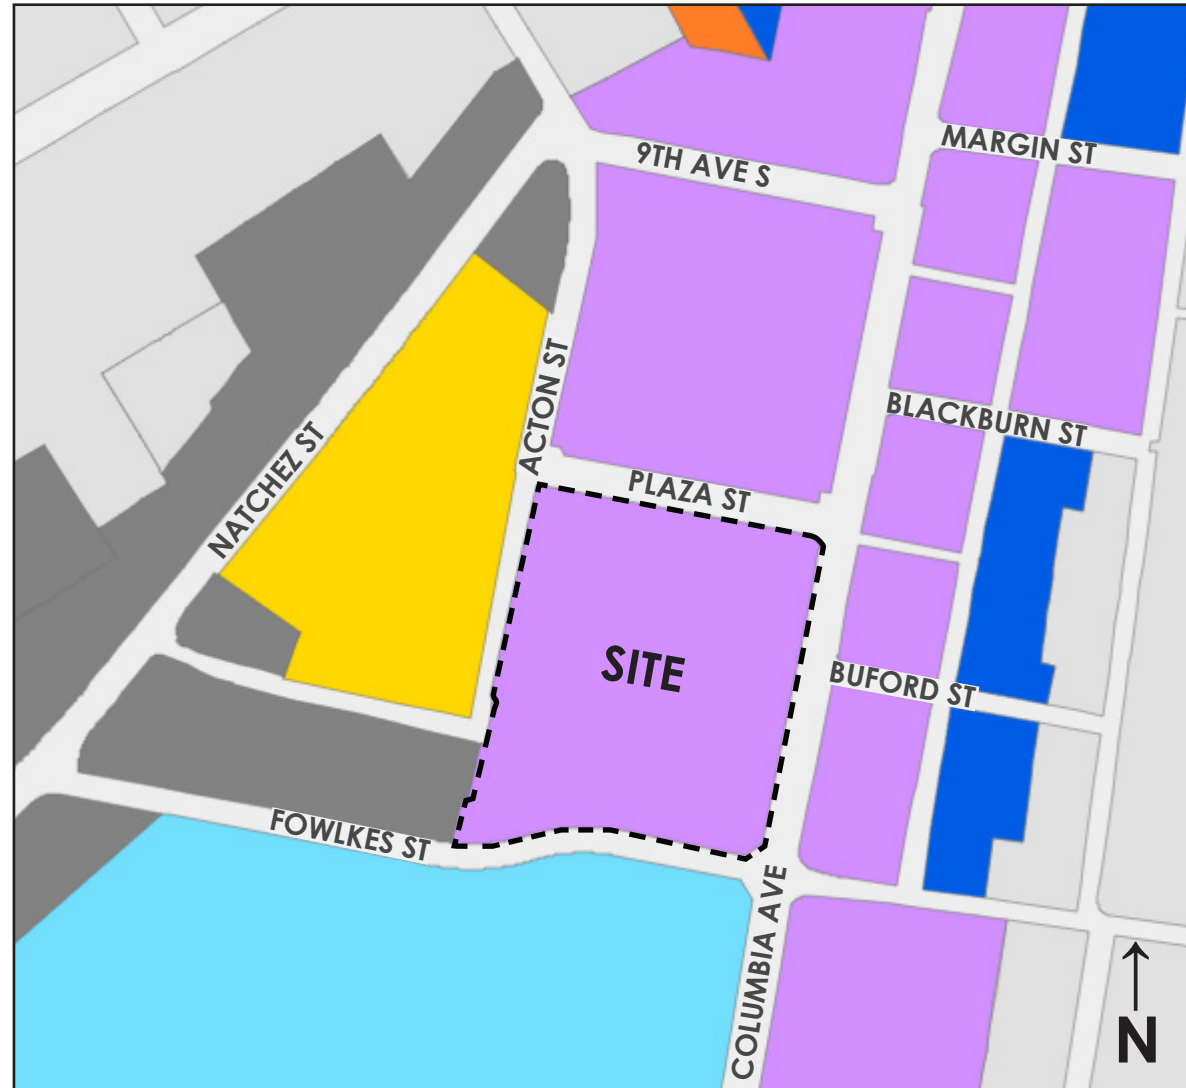 MARGIN ST
9TH AVE S
ACTON ST
BLACKBURN ST
NATCHEZ ST
PLAZA ST
SITE
BUFORD ST
FOWLKES ST
COLUMBIA AVE
N